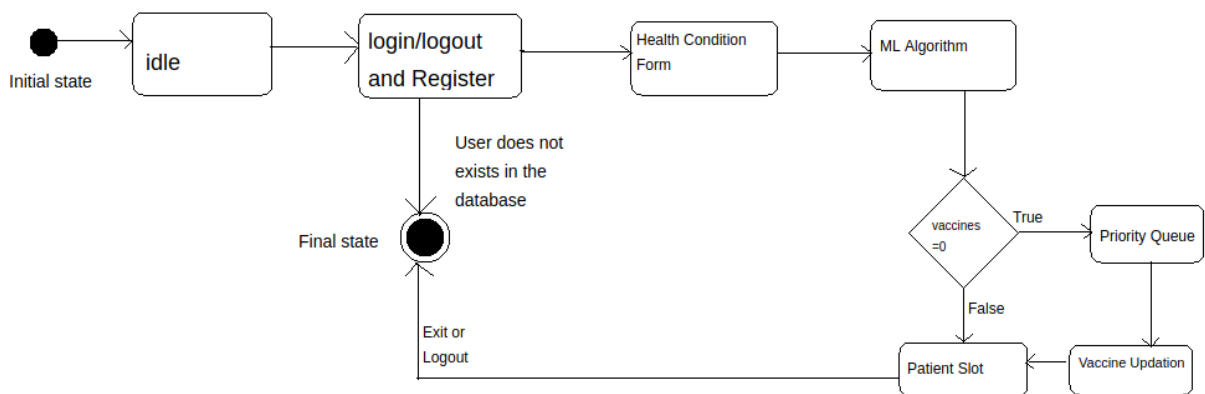 Initial state
idle
login/logout
and Register
Health Condition
Form
ML Algorithm
User does not
exists in the
database
Final state
vaccines
=0
True
Priority Queue
False
Exit or
Logout
Patient Slot
Vaccine Updation